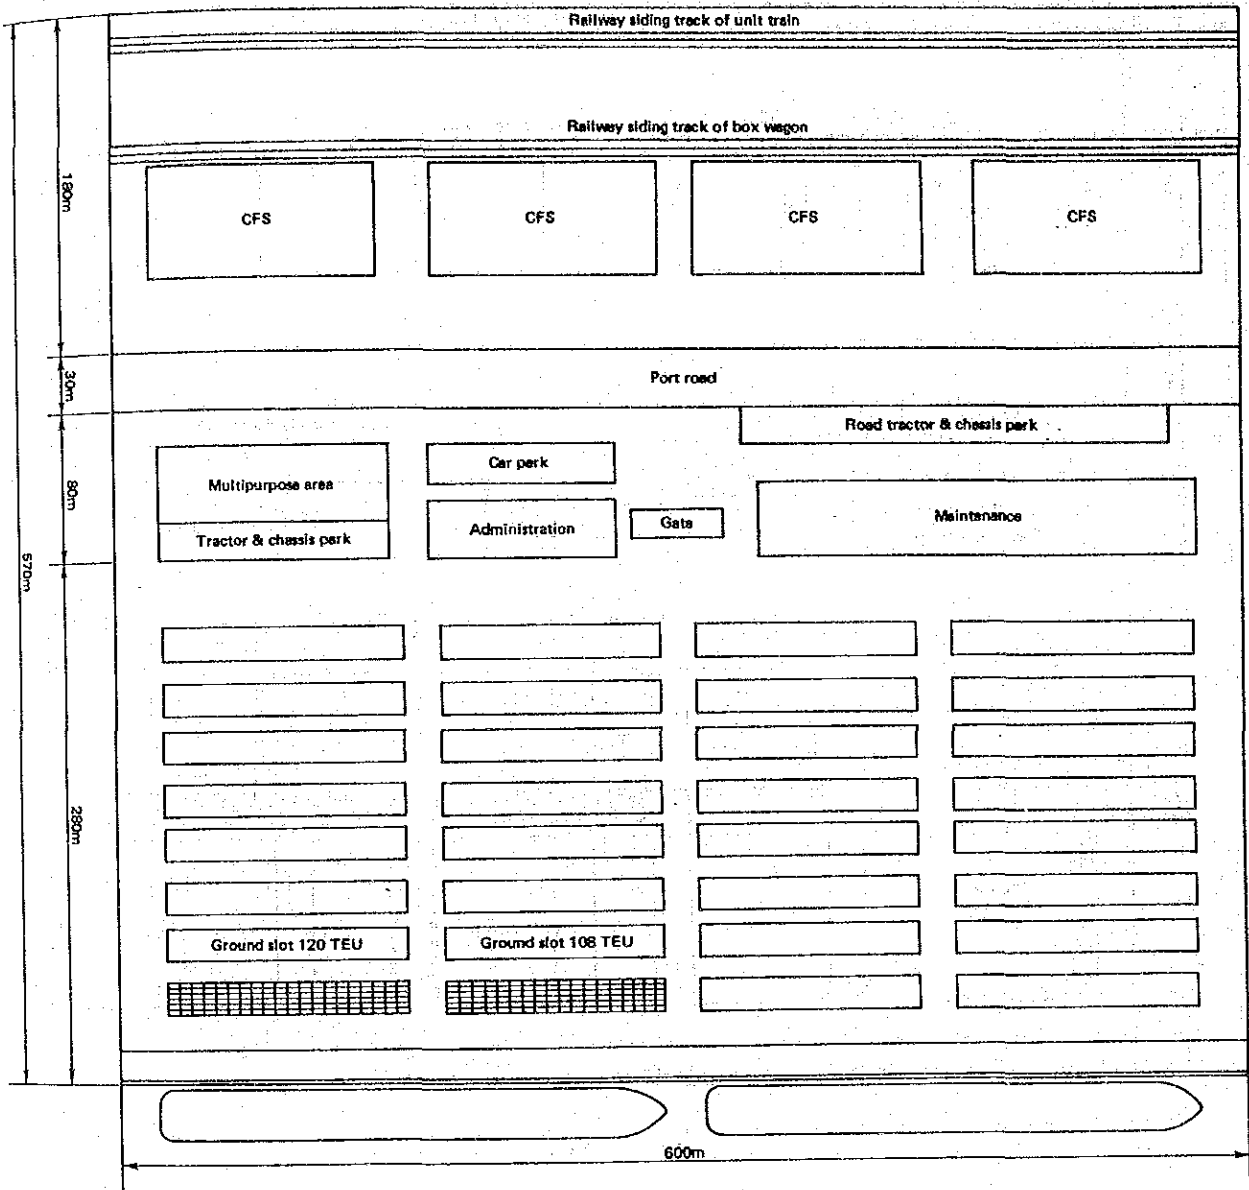 Railway siding track of unit train
Railway siding track of box wagon
CFS
CFS
CFS
CFS
180m
Port road
30m
Road tractor & chassis park
Car park
Multipurpose area
80m
Gate
Maintenance
Administration
Tractor & chassis park
570m
280m
Ground slot 120 TEU
Ground slot 108 TEU
600m